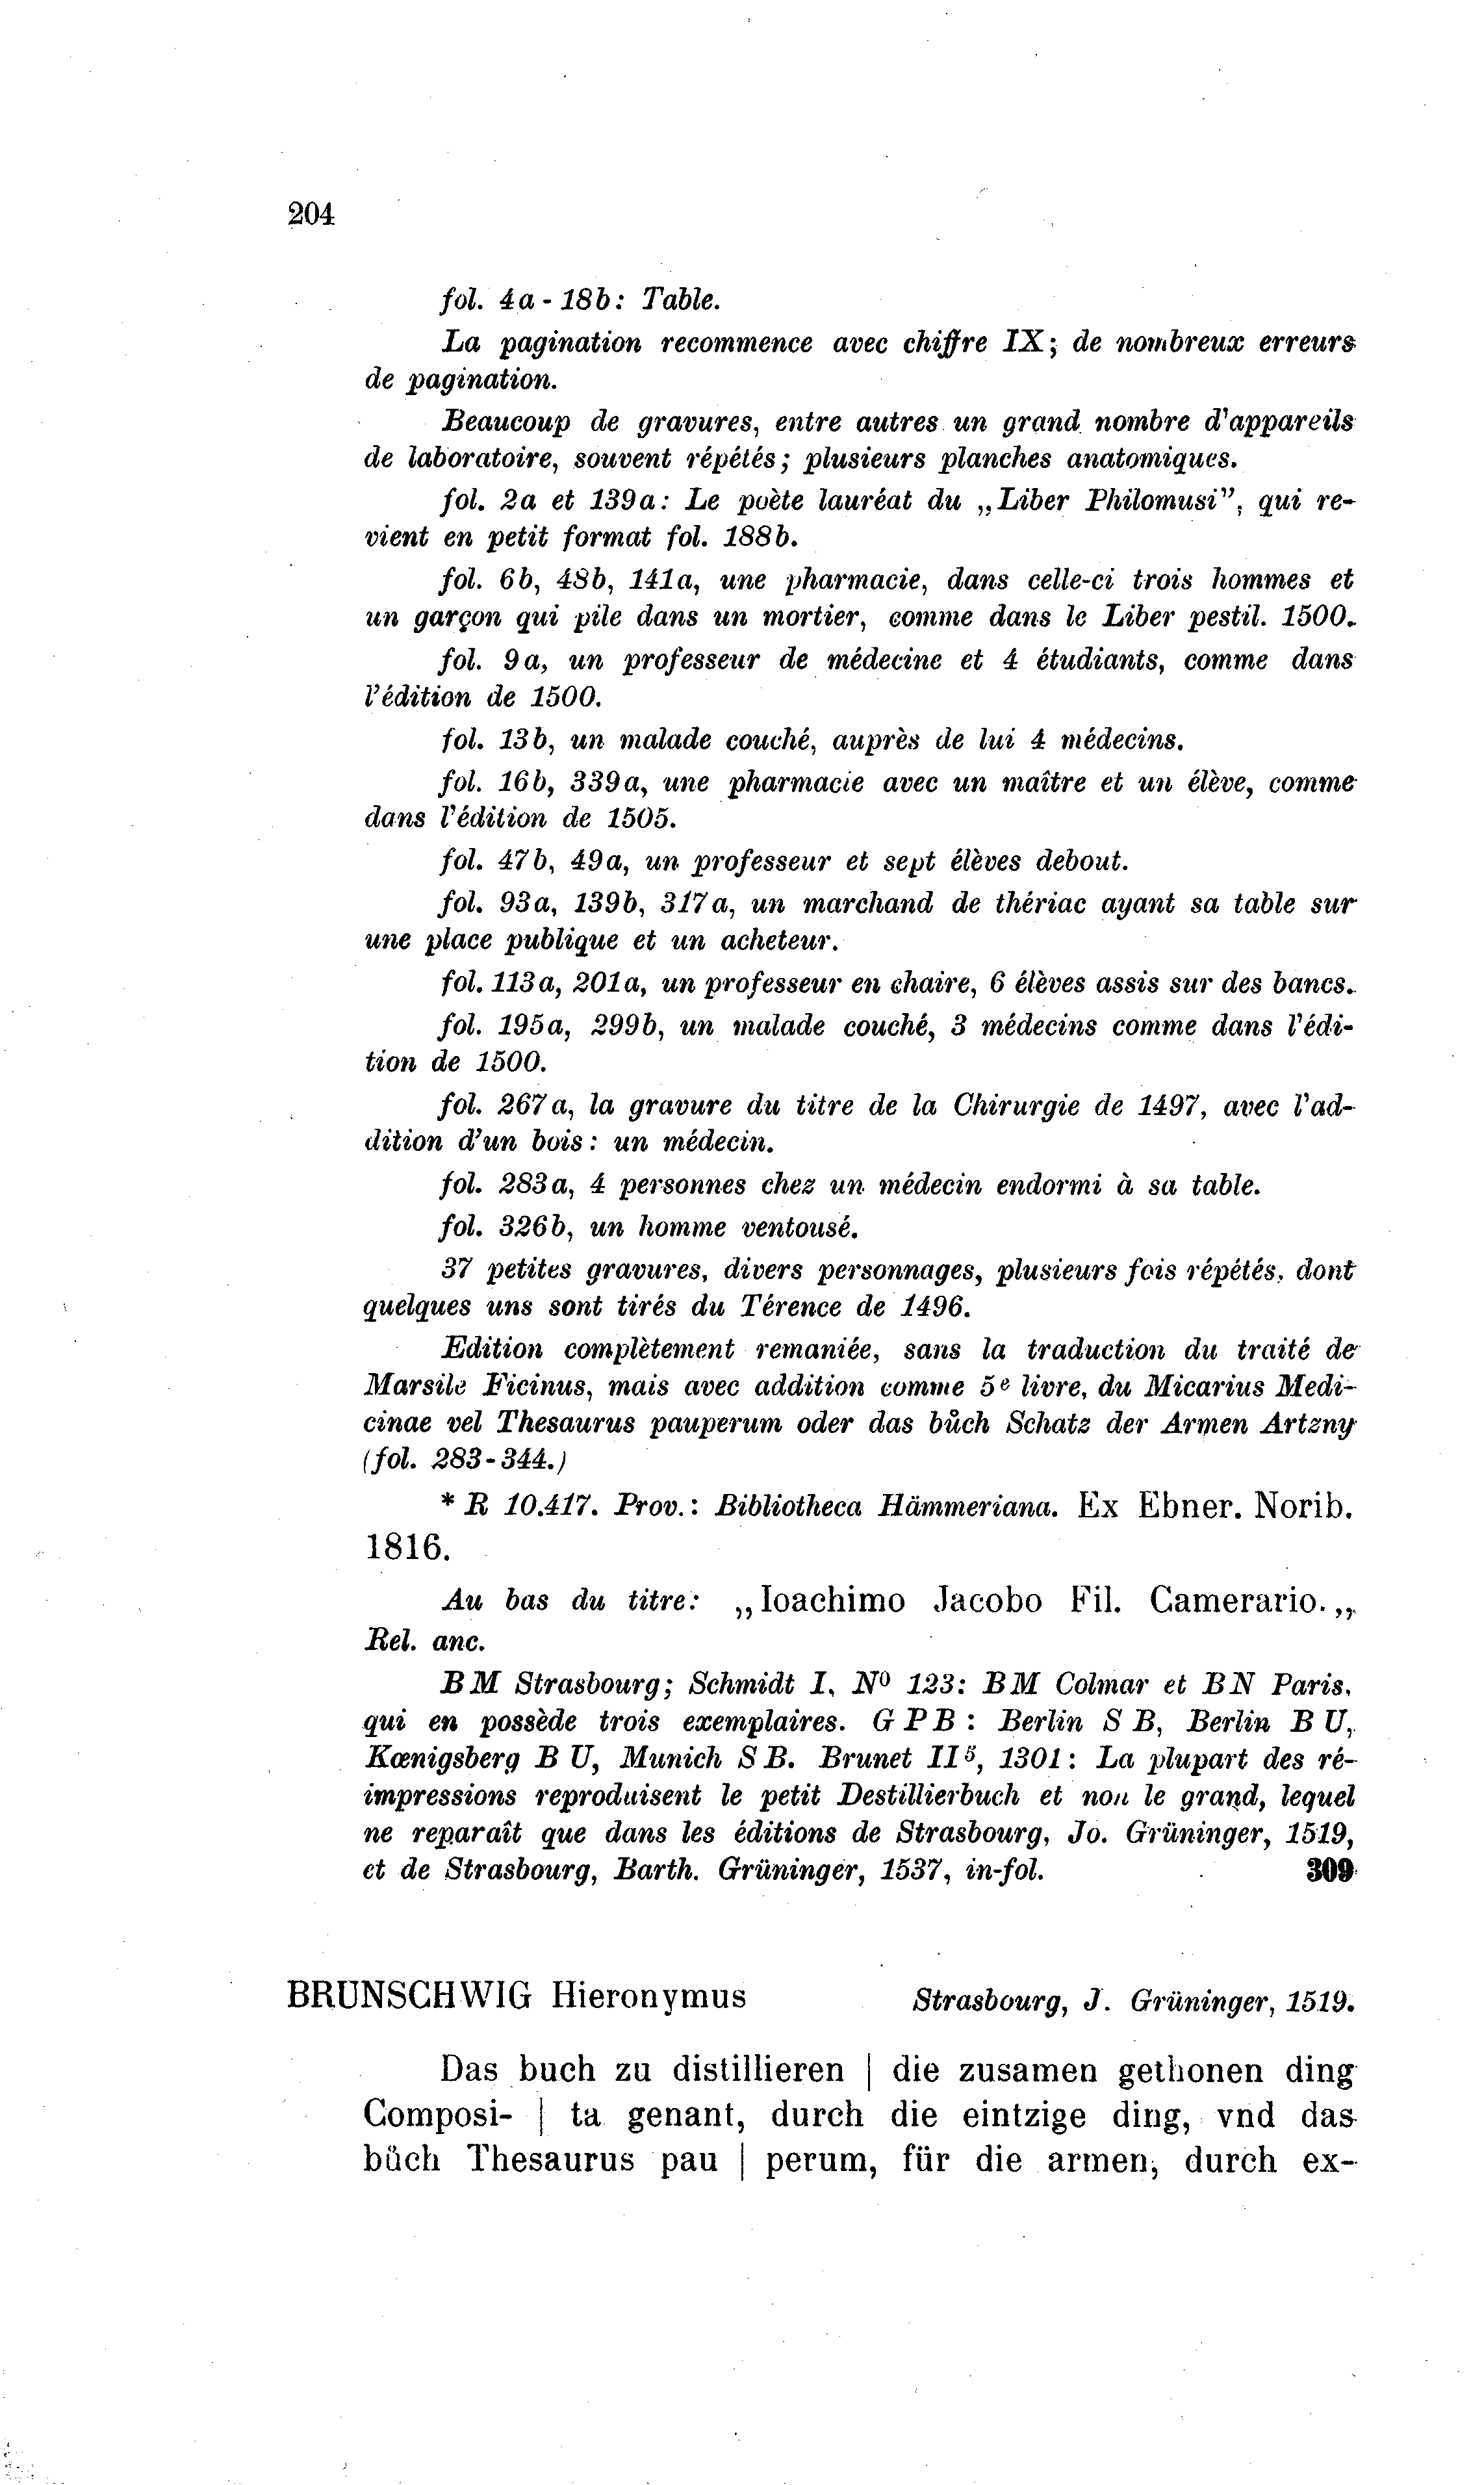 204
fol. 4a - 18b: Table.
La pagination recommence avec chiffre IX; de nombreux erreurs
de pagination.
Beaucoup de gravures, entre autres un grand nombre d'appareils
de laboratoire, souvent répétés; plusieurs planches anatomiques.
fol. 2a et 139a: Le poète lauréat du „Liber Philomusi”, qui re-
vient en petit format fol. 188b.
fol. 6b, 48b, 141a, une pharmacie, dans celle-ci trois hommes et
un garçon qui pile dans un mortier, comme dans le Liber pestil. 1500.
fol. 9a, un professeur de médecine et 4 étudiants, comme dans
l'édition de 1500.
fol. 13b, un malade couché, auprès de lui 4 médecins.
fol. 16b, 339a, une pharmacie avec un maître et un élève, comme
dans l'édition de 1505.
fol. 47b, 49a, un professeur et sept élèves debout.
fol. 93a, 139b, 317a, un marchand de thériac ayant sa table sur
une place publique et un acheteur.
fol. 113a, 201a, un professeur en chaire, 6 élèves assis sur des bancs.
fol. 195a, 299b, un malade couché, 3 médecins comme dans l'édi-
tion de 1500.
fol. 267a, la gravure du titre de la Chirurgie de 1497, avec l'ad-
dition d'un bois: un médecin.
fol. 283a, 4 personnes chez un médecin endormi à sa table.
fol. 326b, un homme ventousé.
37 petites gravures, divers personnages, plusieurs fois répétés, dont
quelques uns sont tirés du Térence de 1496.
Edition complètement remaniée, sans la traduction du traité de
Marsile Ficinus, mais avec addition comme 5e livre, du Micarius Medi-
cinae vel Thesaurus pauperum oder das bůch Schatz der Armen Artzny
(fol. 283-344.)
* R 10.417. Prov.: Bibliotheca Hämmeriana. Ex Ebner. Norib.
1816.
Au bas du titre: „Ioachimo Jacobo Fil. Camerario.„
Rel. anc.
BM Strasbourg; Schmidt I, No 123: BM Colmar et BN Paris,
qui en possède trois exemplaires. G P B: Berlin S B, Berlin B U,
Kœnigsberg B U, Munich S B. Brunet II5, 1301: La plupart des ré-
impressions reproduisent le petit Destillierbuch et non le grand, lequel
ne reparaît que dans les éditions de Strasbourg, Jo. Grüninger, 1519,
et de Strasbourg, Barth. Grüninger, 1537, in-fol. 309
BRUNSCHWIG Hieronymus Strasbourg, J. Grüninger, 1519.
Das buch zu distillieren | die zusamen gethonen ding
Composi- | ta genant, durch die eintzige ding, vnd das
bůch Thesaurus pau | perum, für die armen, durch ex-